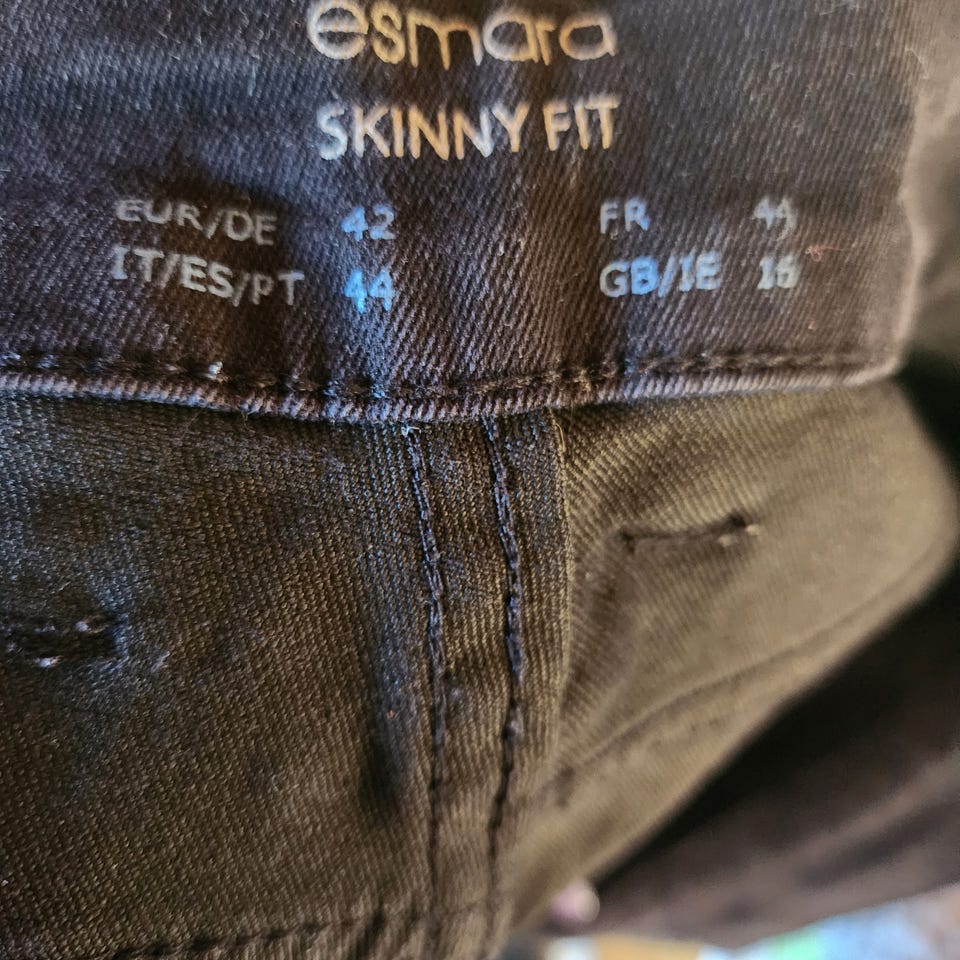 esmara
SKINNY FIT
EUR/DE 42 FR 44
IT/ES/PT 44 GB/IE 16